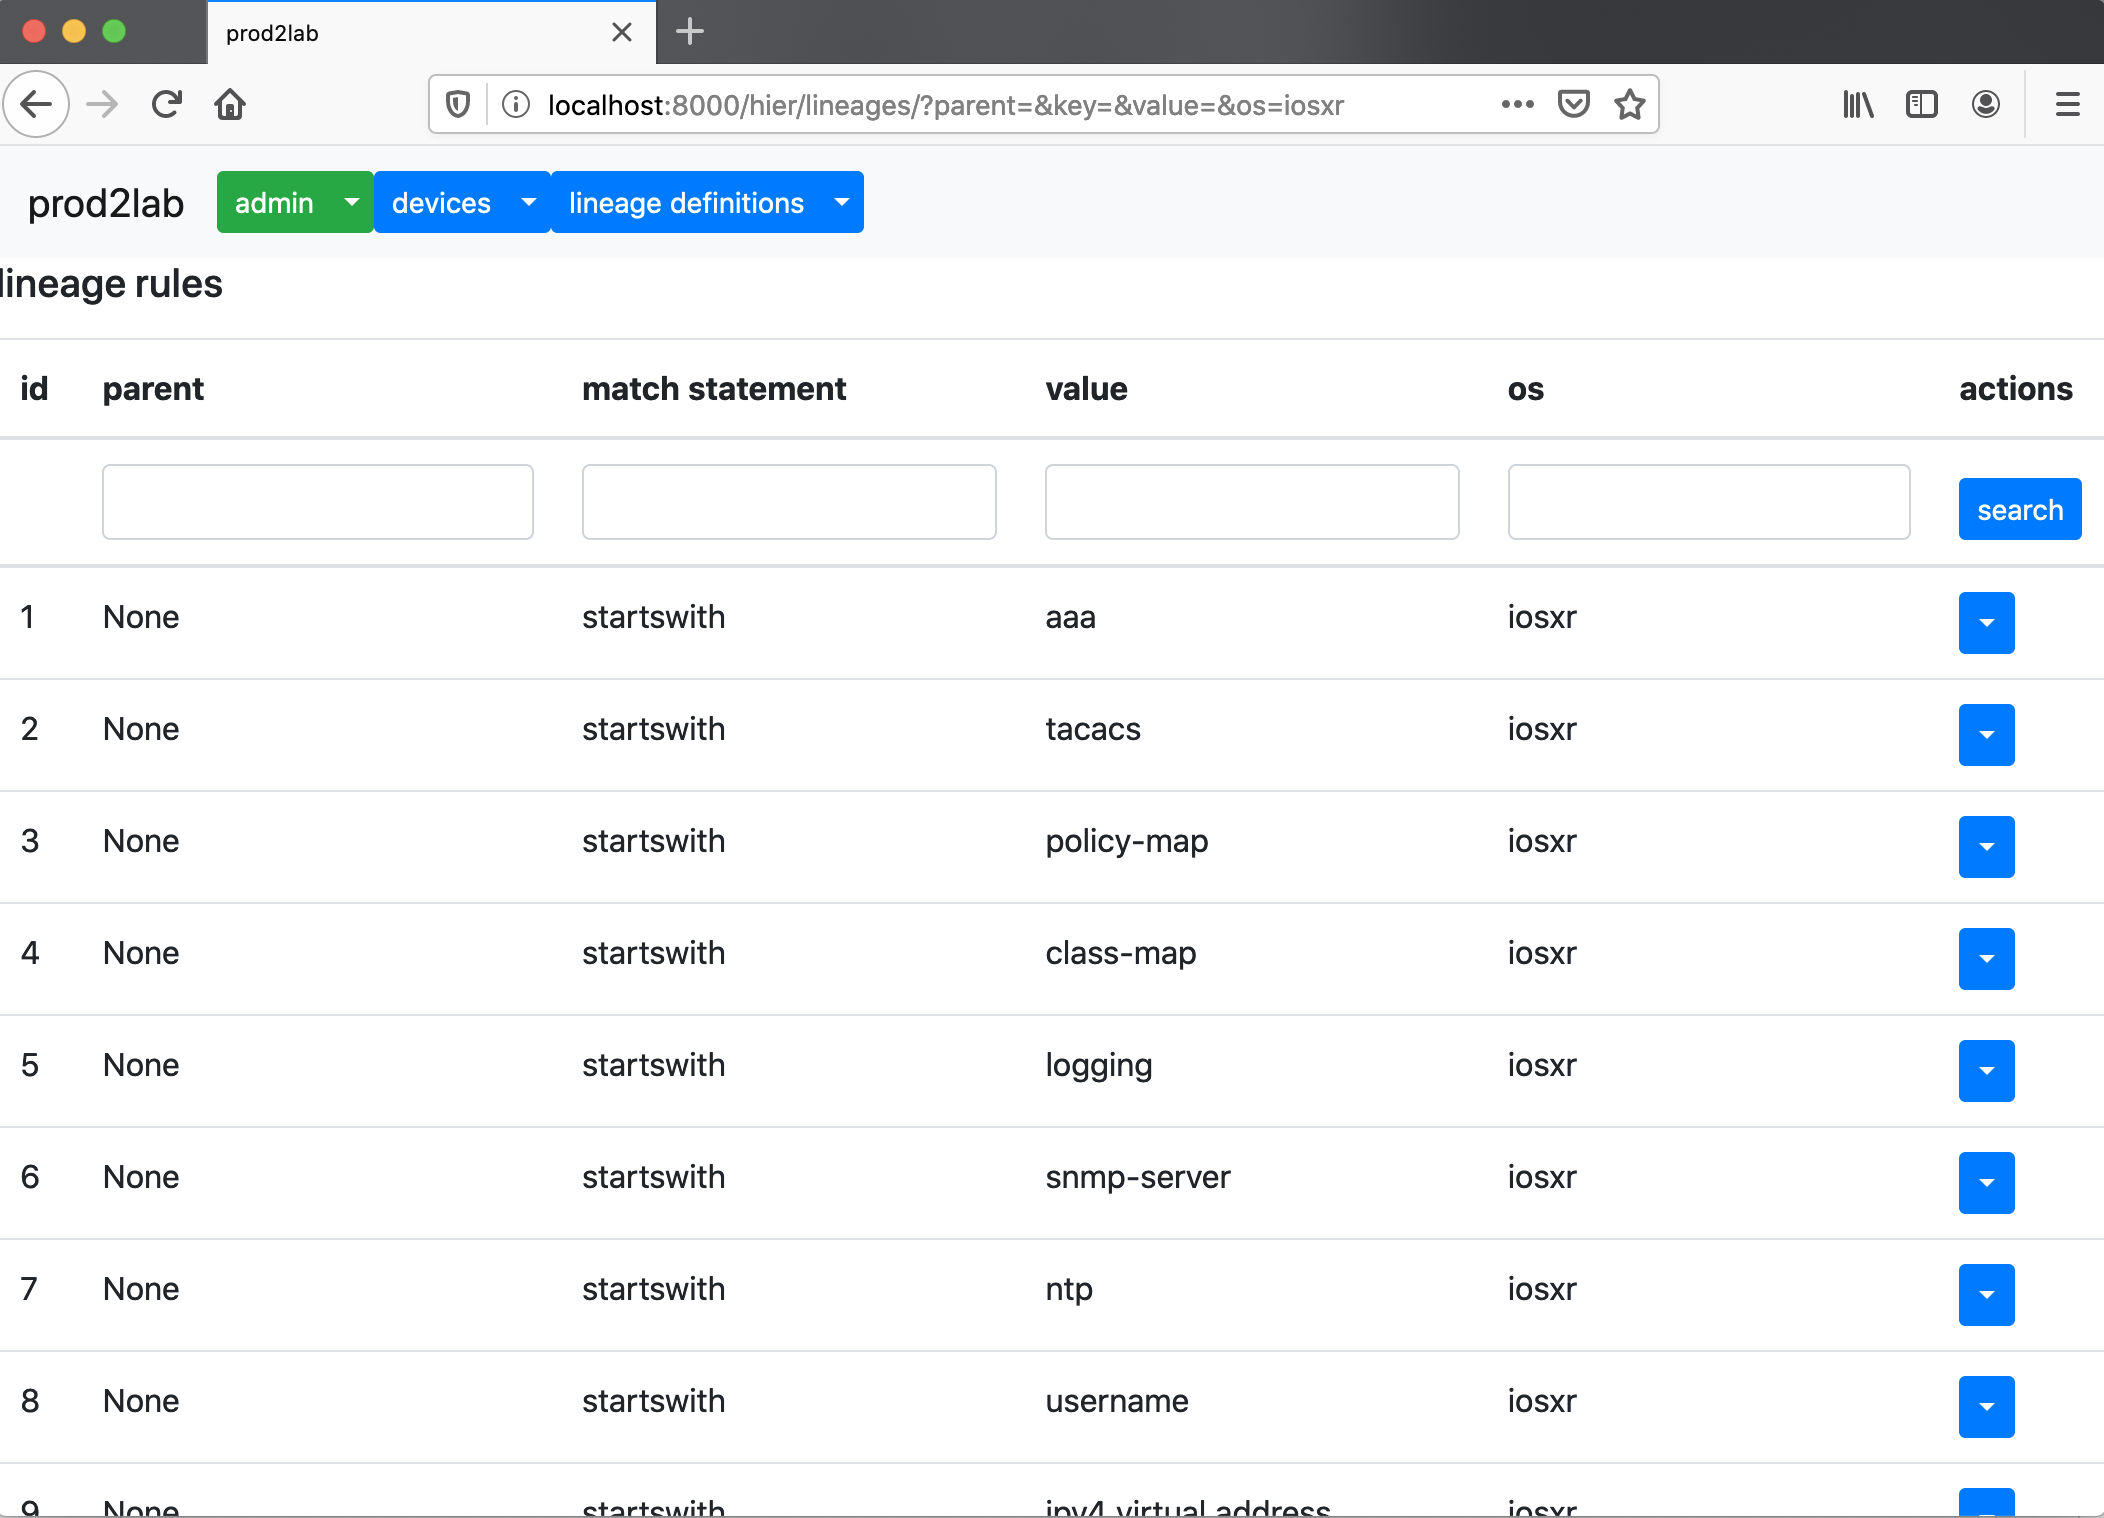 prod2lab
localhost:8000/hier/lineages/?parent=&key=&value=&os=iosxr
prod2lab admin devices lineage definitions
lineage rules
id parent match statement value os actions
search
1 None startswith aaa iosxr
2 None startswith tacacs iosxr
3 None startswith policy-map iosxr
4 None startswith class-map iosxr
5 None startswith logging iosxr
6 None startswith snmp-server iosxr
7 None startswith ntp iosxr
8 None startswith username iosxr
9 None startswith ipv4 virtual address iosxr